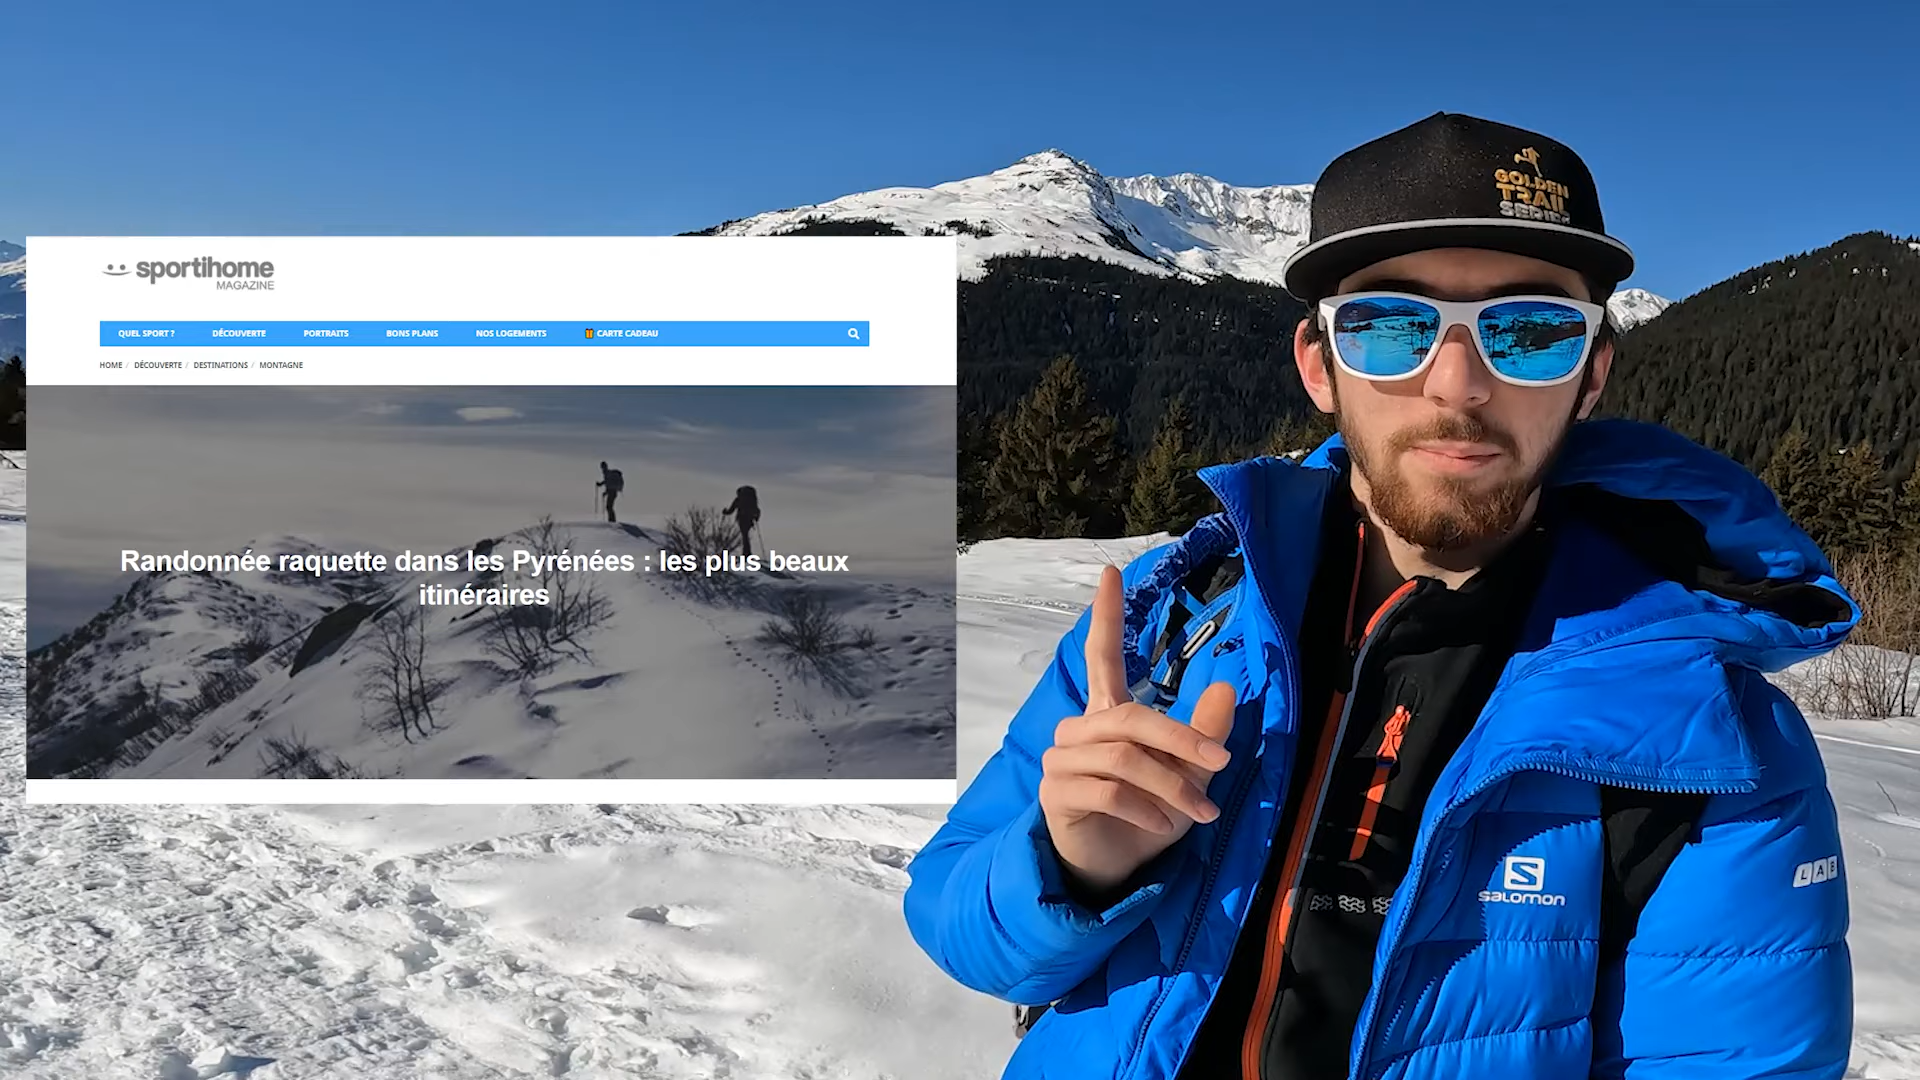 sportihome
MAGAZINE
QUEL SPORT ? DÉCOUVERTE PORTRAITS BONS PLANS NOS LOGEMENTS CARTE CADEAU
HOME / DÉCOUVERTE / DESTINATIONS / MONTAGNE
Randonnée raquette dans les Pyrénées : les plus beaux
itinéraires
GOLDEN
TRAIL
SERIES
SALOMON
LAB